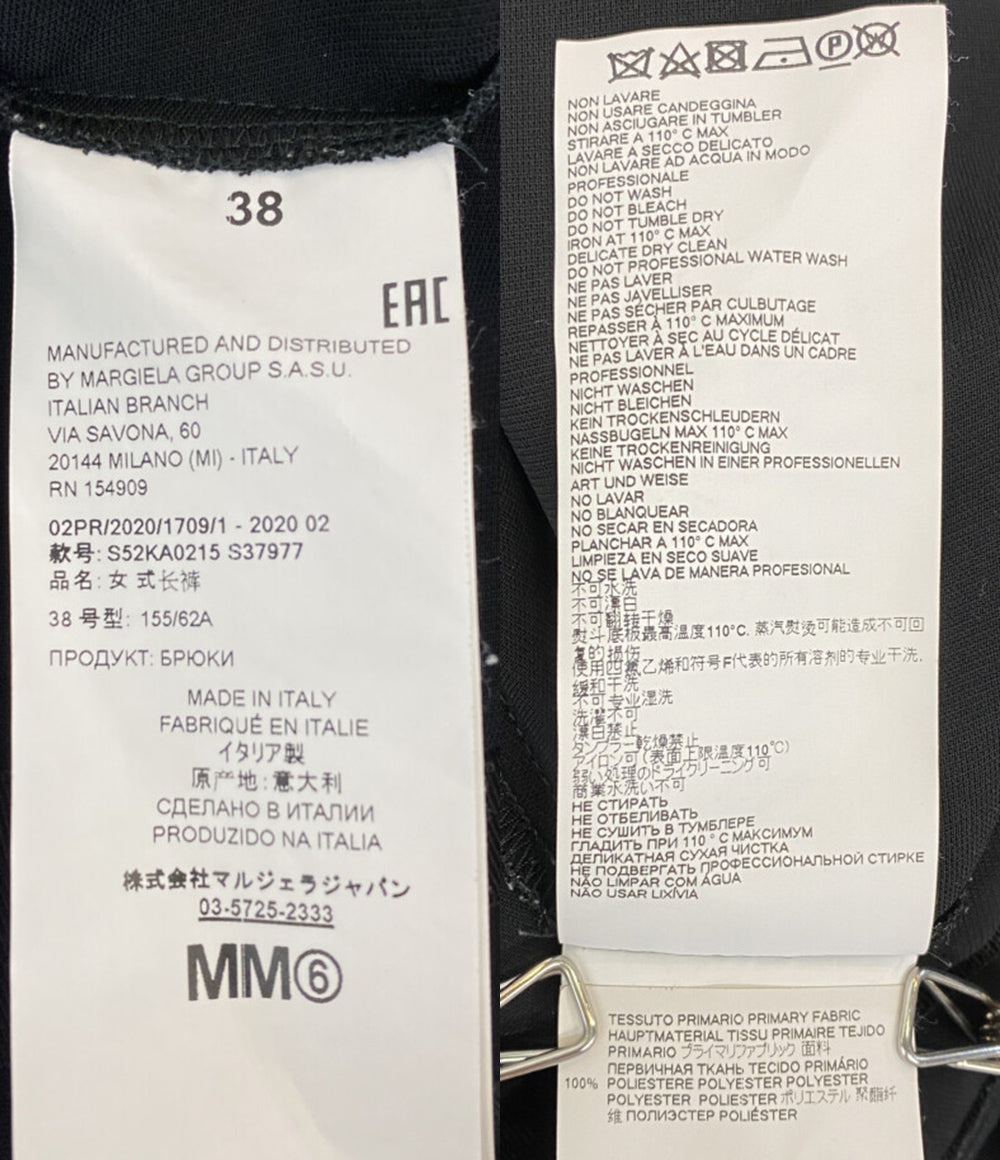 38
EAC
MANUFACTURED AND DISTRIBUTED
BY MARGIELA GROUP S.A.S.U.
ITALIAN BRANCH
VIA SAVONA, 60
20144 MILANO (MI) - ITALY
RN 154909
02PR/2020/1709/1 - 2020 02
款号: S52KA0215 S37977
品名: 女 式长裤
38 号型: 155/62A
ПРОДУКТ: БРЮКИ
MADE IN ITALY
FABRIQUÉ EN ITALIE
イタリア製
原产地:意大利
СДЕЛАНО В ИТАЛИИ
PRODUZIDO NA ITALIA
株式会社マルジェラジャパン
03-5725-2333
MM6
P
W
NON LAVARE
NON USARE CANDEGGINA
NON ASCIUGARE IN TUMBLER
STIRARE A 110° C MAX
LAVARE A SECCO DELICATO
NON LAVARE AD ACQUA IN MODO
PROFESSIONALE
DO NOT WASH
DO NOT BLEACH
DO NOT TUMBLE DRY
IRON AT 110° C MAX
DELICATE DRY CLEAN
DO NOT PROFESSIONAL WATER WASH
NE PAS LAVER
NE PAS JAVELLISER
NE PAS SÉCHER PAR CULBUTAGE
REPASSER À 110° C MAXIMUM
NETTOYER À SEC AU CYCLE DÉLICAT
NE PAS LAVER À L'EAU DANS UN CADRE
PROFESSIONNEL
NICHT WASCHEN
NICHT BLEICHEN
KEIN TROCKENSCHLEUDERN
NASSBUGELN MAX 110° C MAX
KEINE TROCKENREINIGUNG
NICHT WASCHEN IN EINER PROFESSIONELLEN
ART UND WEISE
NO LAVAR
NO BLANQUEAR
NO SECAR EN SECADORA
PLANCHAR A 110° C MAX
LIMPIEZA EN SECO SUAVE
NO SE LAVA DE MANERA PROFESIONAL
不可水洗
不可漂白
不可翻转干燥
熨斗底板最高温度110°C. 蒸汽熨烫可能造成不可回
复的损伤
使用四氯乙烯和符号F代表的所有溶剂的专业干洗.
缓和干洗
不可专业湿洗
洗濯不可
漂白禁止
タンブラー乾燥禁止
アイロン可(表面上限温度110°C)
弱い処理のドライクリーニング可
商業水洗い不可
НЕ СТИРАТЬ
НЕ ОТБЕЛИВАТЬ
НЕ СУШИТЬ В ТУМБЛЕРЕ
ГЛАДИТЬ ПРИ 110 ° С МАКСИМУМ
ДЕЛИКАТНАЯ СУХАЯ ЧИСТКА
НЕ ПОДВЕРГАТЬ ПРОФЕССИОНАЛЬНОЙ СТИРКЕ
NÃO LIMPAR COM ÁGUA
NÃO USAR LIXÍVIA
TESSUTO PRIMARIO PRIMARY FABRIC
HAUPTMATERIAL TISSU PRIMAIRE TEJIDO
PRIMARIO プライマリファブリック 面料
ПЕРВИЧНАЯ ТКАНЬ TECIDO PRIMÁRIO
100% POLIESTERE POLYESTER POLYESTER
POLYESTER POLIESTER ポリエステル 聚酯纤
维 ПОЛИЭСТЕР POLIÉSTER